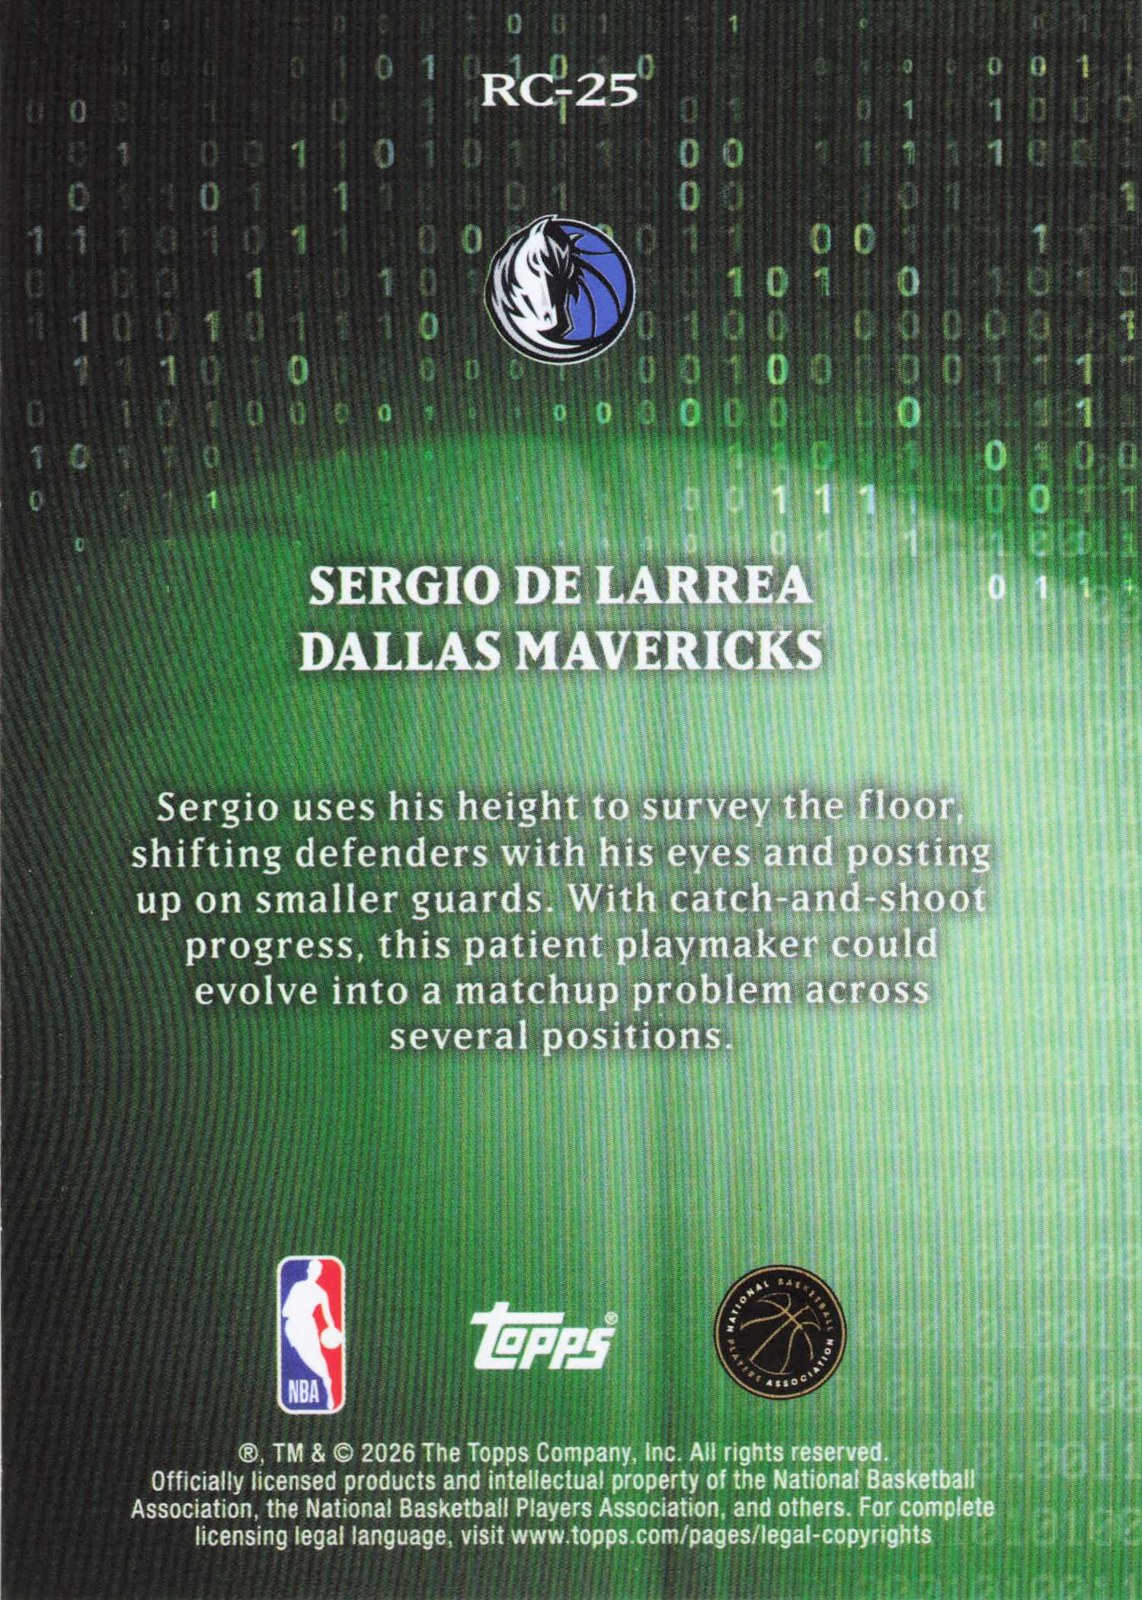 RC-25
SERGIO DE LARREA
DALLAS MAVERICKS
Sergio uses his height to survey the floor,
shifting defenders with his eyes and posting
up on smaller guards. With catch-and-shoot
progress, this patient playmaker could
evolve into a matchup problem across
several positions.
NBA
Topps®
NATIONAL BASKETBALL
PLAYERS ASSOCIATION
®, TM & © 2026 The Topps Company, Inc. All rights reserved.
Officially licensed products and intellectual property of the National Basketball
Association, the National Basketball Players Association, and others. For complete
licensing legal language, visit www.topps.com/pages/legal-copyrights